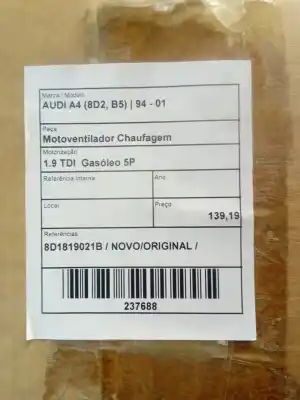 Marca / Modelo
AUDI A4 (8D2, B5) | 94 - 01
Peça
Motoventilador Chaufagem
Motorização
1.9 TDI Gasóleo 5P
Referência Interna
Ano
Local
Preço
139,19
Referências
8D1819021B / NOVO/ORIGINAL /
237688